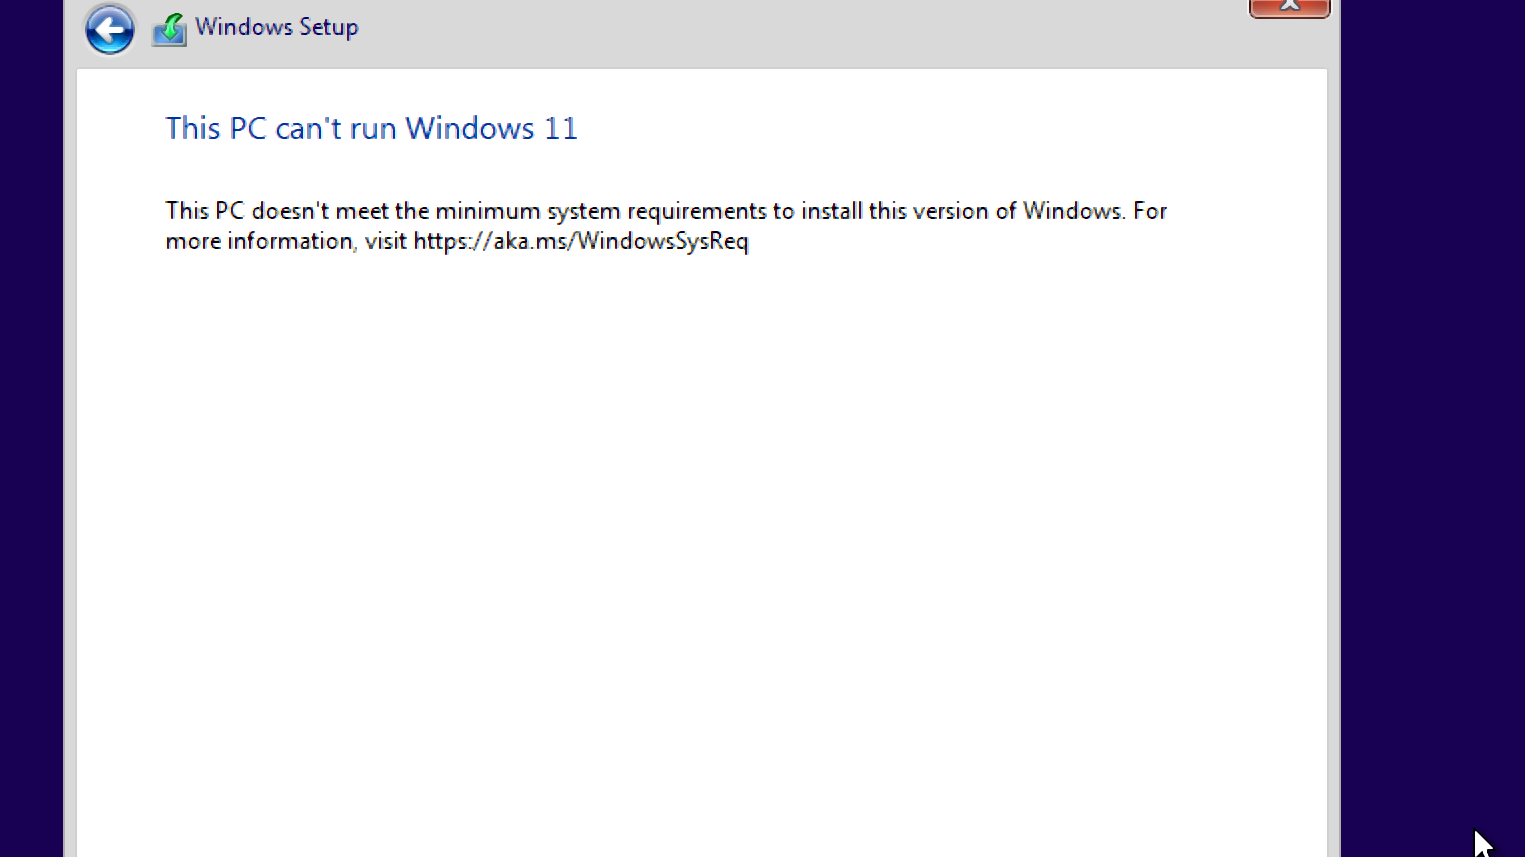 Windows Setup
This PC can't run Windows 11
This PC doesn't meet the minimum system requirements to install this version of Windows. For
more information, visit https://aka.ms/WindowsSysReq